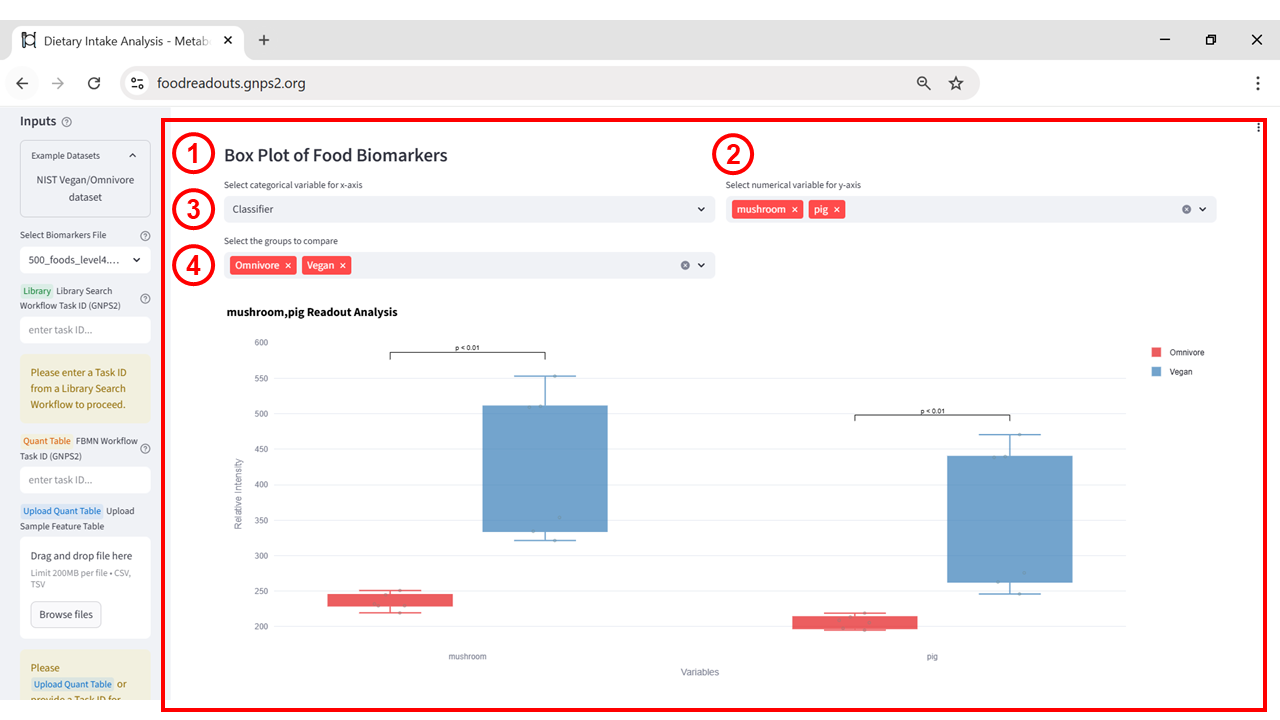 Dietary Intake Analysis - Metab
foodreadouts.gnps2.org
Inputs
Example Datasets
NIST Vegan/Omnivore
dataset
Select Biomarkers File
500_foods_level4....
Library Library Search
Workflow Task ID (GNPS2)
enter task ID...
Please enter a Task ID
from a Library Search
Workflow to proceed.
Quant Table FBMN Workflow
Task ID (GNPS2)
enter task ID...
Upload Quant Table Upload
Sample Feature Table
Drag and drop file here
Limit 200MB per file • CSV,
TSV
Browse files
Please
Upload Quant Table or
provide a Task ID for
1 Box Plot of Food Biomarkers
2
Select categorical variable for x-axis
Select numerical variable for y-axis
3 Classifier
mushroom × pig ×
Select the groups to compare
4 Omnivore × Vegan ×
mushroom,pig Readout Analysis
600
550
500
450
400
350
300
250
200
Relative Intensity
p < 0.01
p < 0.01
Omnivore
Vegan
mushroom
pig
Variables